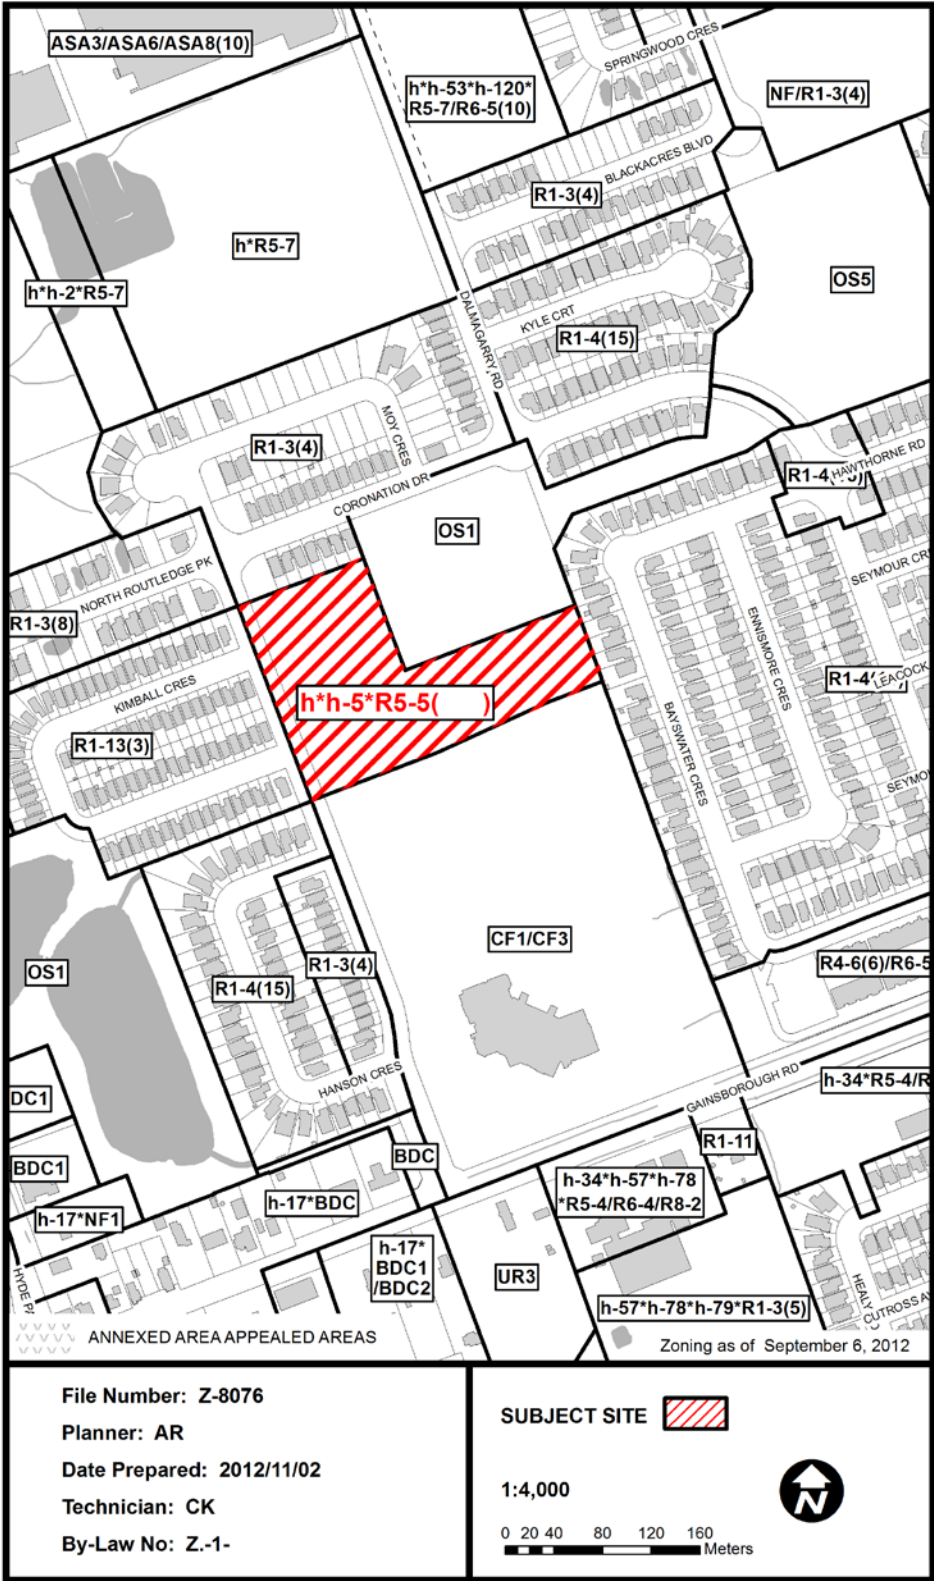 ASA3/ASA6/ASA8(10)
SPRINGWOOD CRES
h*h-53*h-120*
R5-7/R6-5(10)
NF/R1-3(4)
BLACKACRES BLVD
R1-3(4)
h*R5-7
h*h-2*R5-7
OS5
DALMAGARRY RD
KYLE CRT
R1-4(15)
MOY CRES
R1-3(4)
HAWTHORNE RD
R1-4
CORONATION DR
OS1
SEYMOUR CR
NORTH ROUTLEDGE PK
R1-3(8)
ENNISMORE CRES
KIMBALL CRES
R1-4
LEACOCK
h*h-5*R5-5( )
BAYSWATER CRES
R1-13(3)
SEYMO
CF1/CF3
R1-3(4)
R4-6(6)/R6-5
OS1
R1-4(15)
HANSON CRES
GAINSBOROUGH RD
h-34*R5-4/R
DC1
R1-11
BDC
BDC1
h-34*h-57*h-78
*R5-4/R6-4/R8-2
h-17*BDC
h-17*NF1
h-17*
BDC1
/BDC2
UR3
HYDE PA
HEALY
CUTROSS AV
h-57*h-78*h-79*R1-3(5)
ANNEXED AREA APPEALED AREAS
Zoning as of September 6, 2012
File Number: Z-8076
Planner: AR
Date Prepared: 2012/11/02
Technician: CK
By-Law No: Z.-1-
SUBJECT SITE
1:4,000
N
0 20 40 80 120 160
Meters